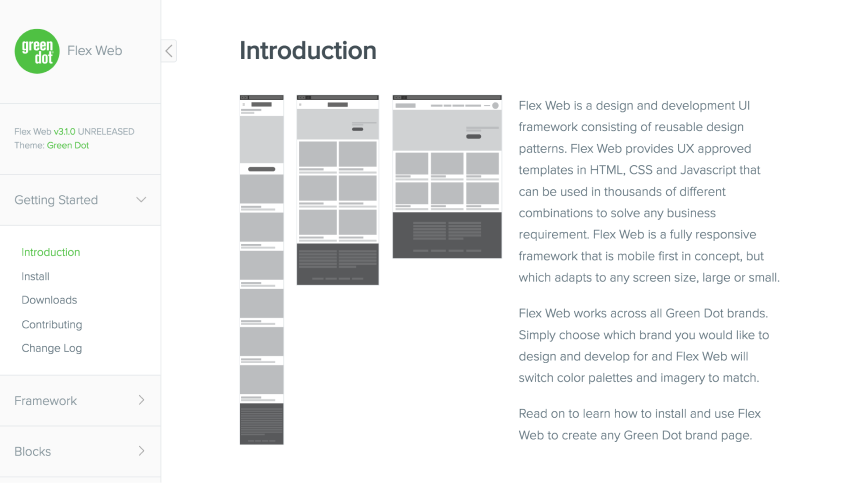 green
dot
Flex Web
Flex Web v3.1.0 UNRELEASED
Theme: Green Dot
Getting Started
Introduction
Install
Downloads
Contributing
Change Log
Framework
Blocks
Introduction
Flex Web is a design and development UI
framework consisting of reusable design
patterns. Flex Web provides UX approved
templates in HTML, CSS and Javascript that
can be used in thousands of different
combinations to solve any business
requirement. Flex Web is a fully responsive
framework that is mobile first in concept, but
which adapts to any screen size, large or small.
Flex Web works across all Green Dot brands.
Simply choose which brand you would like to
design and develop for and Flex Web will
switch color palettes and imagery to match.
Read on to learn how to install and use Flex
Web to create any Green Dot brand page.